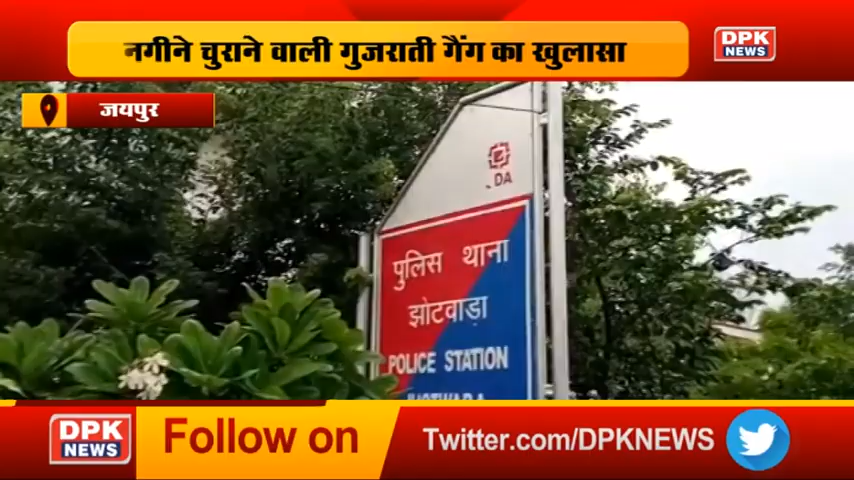 नगीने चुराने वाली गुजराती गैंग का खुलासा
DPK
NEWS
जयपुर
DA
पुलिस थाना
झोटवाड़ा
POLICE STATION
DPK
NEWS
Follow on
Twitter.com/DPKNEWS